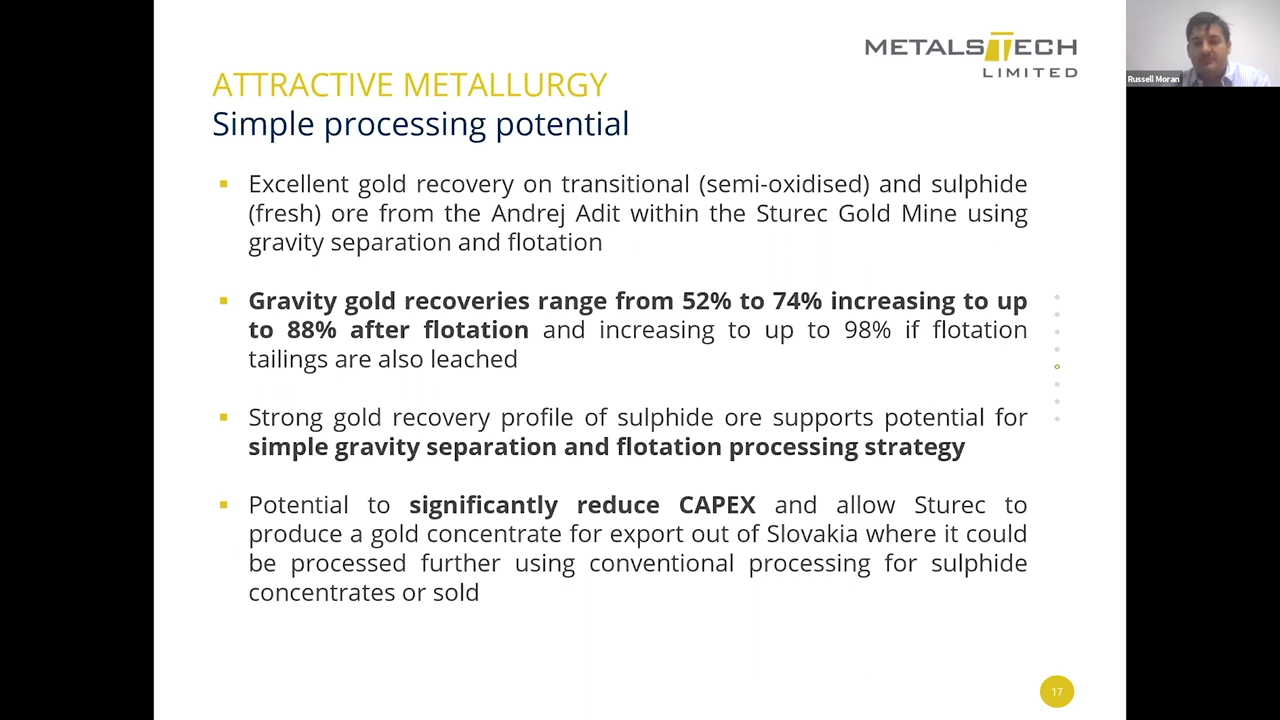 METALSTECH
LIMITED
Russell Moran
ATTRACTIVE METALLURGY
Simple processing potential
▪ Excellent gold recovery on transitional (semi-oxidised) and sulphide
(fresh) ore from the Andrej Adit within the Sturec Gold Mine using
gravity separation and flotation
▪ Gravity gold recoveries range from 52% to 74% increasing to up
to 88% after flotation and increasing to up to 98% if flotation
tailings are also leached
▪ Strong gold recovery profile of sulphide ore supports potential for
simple gravity separation and flotation processing strategy
▪ Potential to significantly reduce CAPEX and allow Sturec to
produce a gold concentrate for export out of Slovakia where it could
be processed further using conventional processing for sulphide
concentrates or sold
17